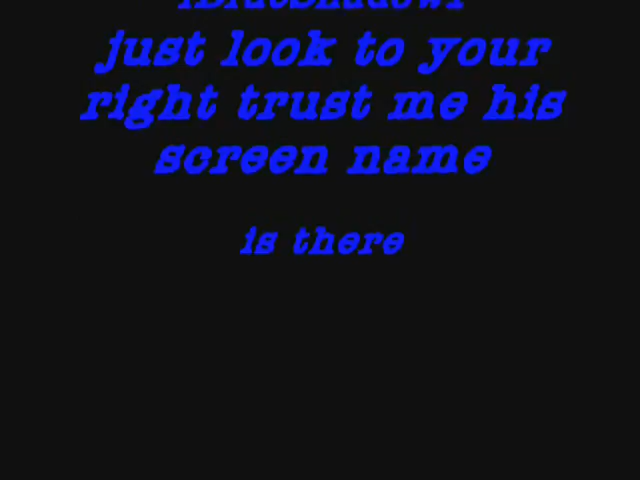 just look to your
right trust me his
screen name
is there